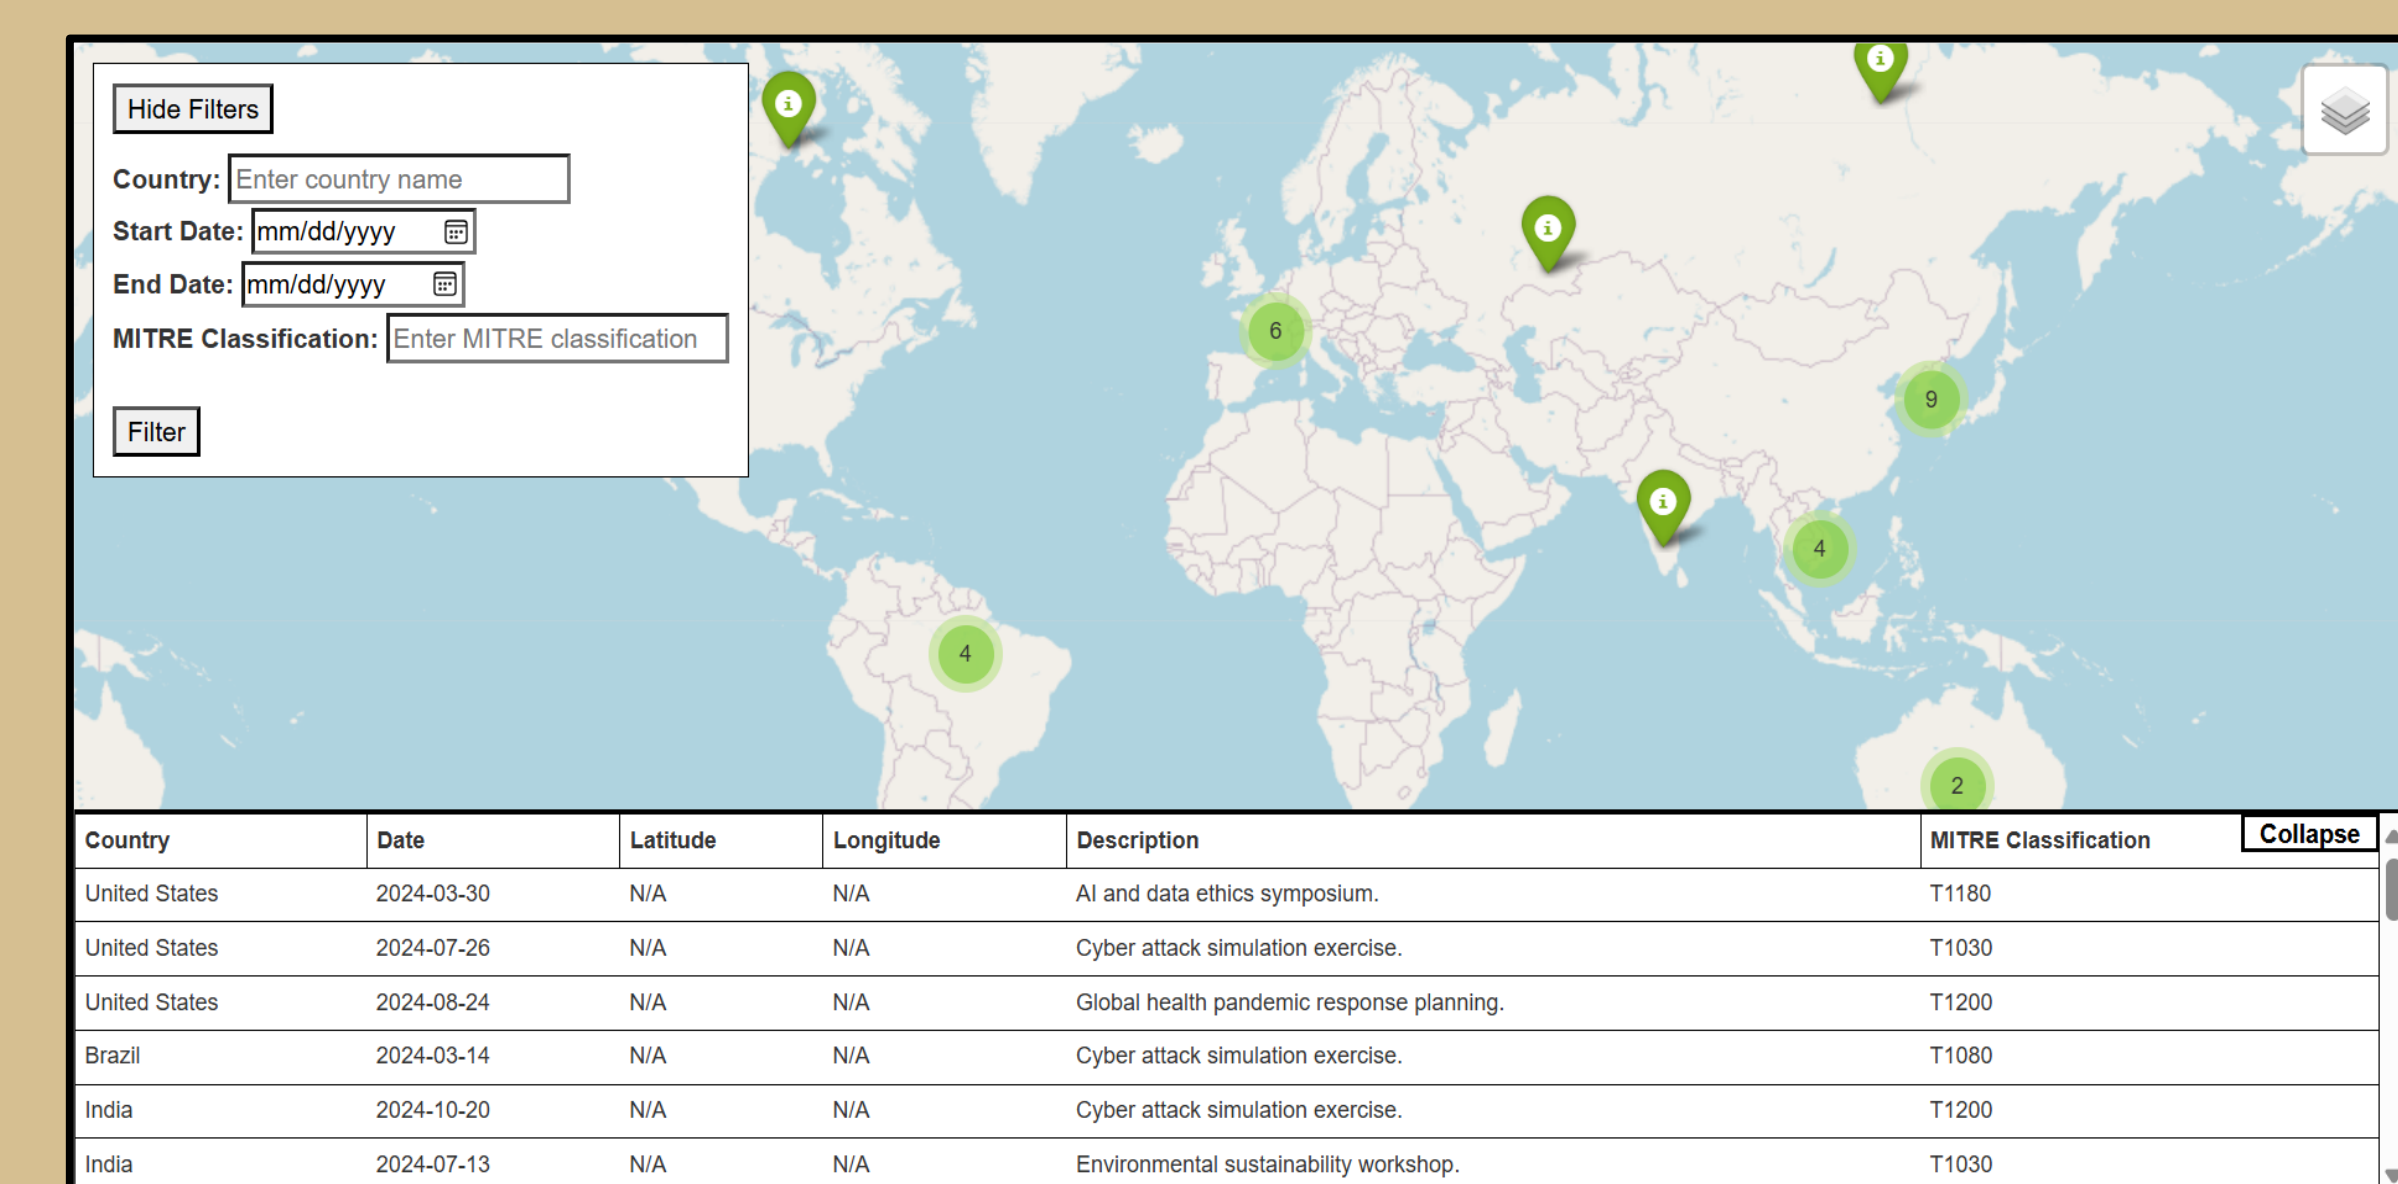 Hide Filters
Country: Enter country name
Start Date: mm/dd/yyyy
End Date: mm/dd/yyyy
MITRE Classification: Enter MITRE classification
Filter
6
9
4
4
2
Country Date Latitude Longitude Description MITRE Classification Collapse
United States 2024-03-30 N/A N/A AI and data ethics symposium. T1180
United States 2024-07-26 N/A N/A Cyber attack simulation exercise. T1030
United States 2024-08-24 N/A N/A Global health pandemic response planning. T1200
Brazil 2024-03-14 N/A N/A Cyber attack simulation exercise. T1080
India 2024-10-20 N/A N/A Cyber attack simulation exercise. T1200
India 2024-07-13 N/A N/A Environmental sustainability workshop. T1030